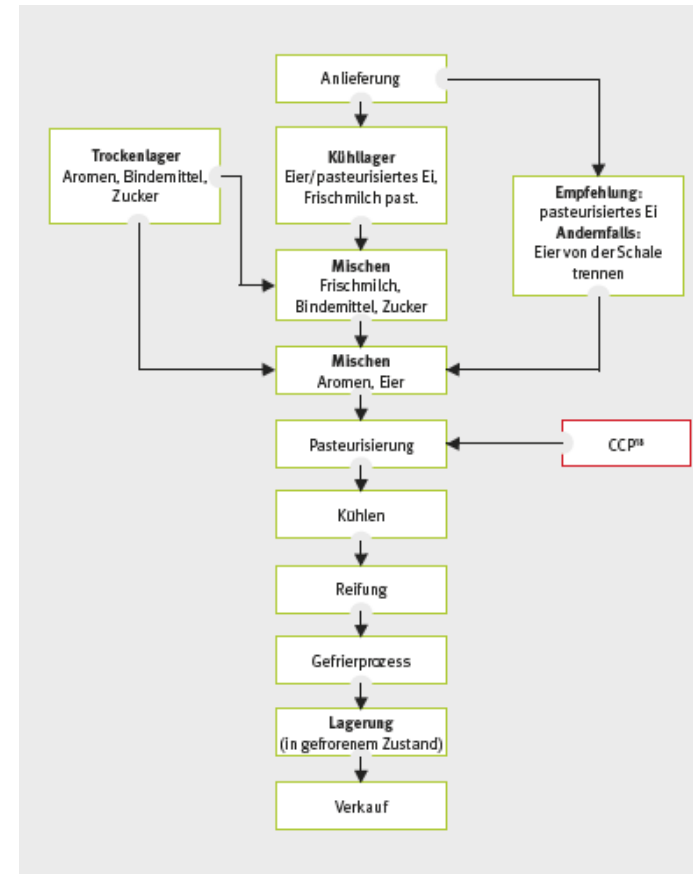 Anlieferung
Trockenlager
Aromen, Bindemittel,
Zucker
Kühllager
Eier/pasteurisiertes Ei,
Frischmilch past.
Empfehlung:
pasteurisiertes Ei
Andernfalls:
Eier von der Schale
trennen
Mischen
Frischmilch,
Bindemittel, Zucker
Mischen
Aromen, Eier
Pasteurisierung
CCP¹⁸
Kühlen
Reifung
Gefrierprozess
Lagerung
(in gefrorenem Zustand)
Verkauf